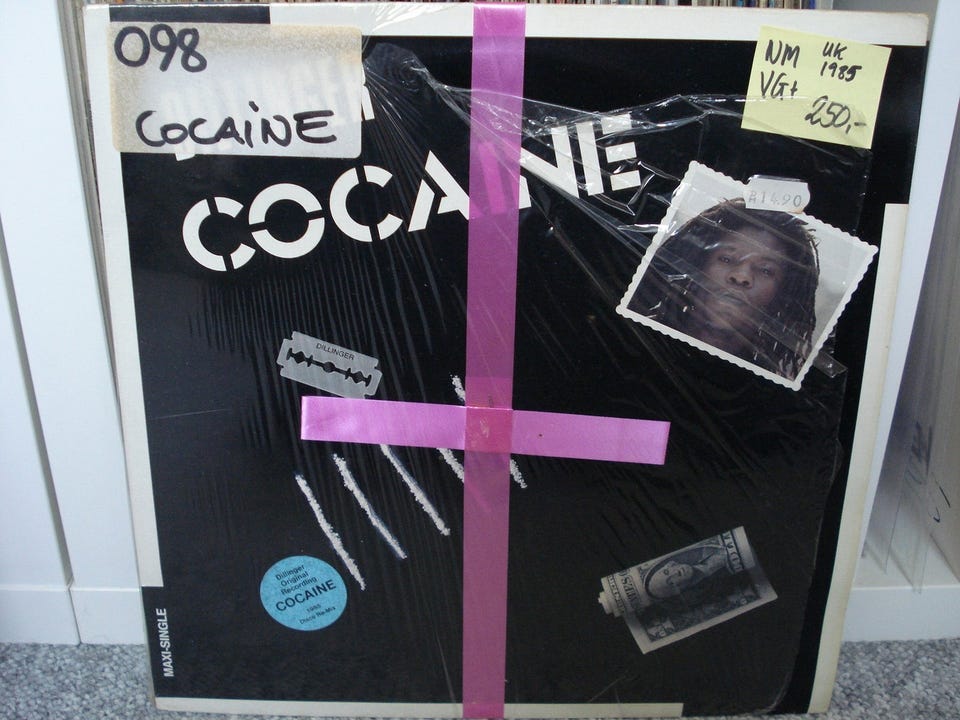 098
COCAINE
COCAINE
NM UK
1985
VG+
250,-
14.90
DILLINGER
Dillinger
Original
Recording
COCAINE
1985
Disco Re-Mix
MAXI-SINGLE